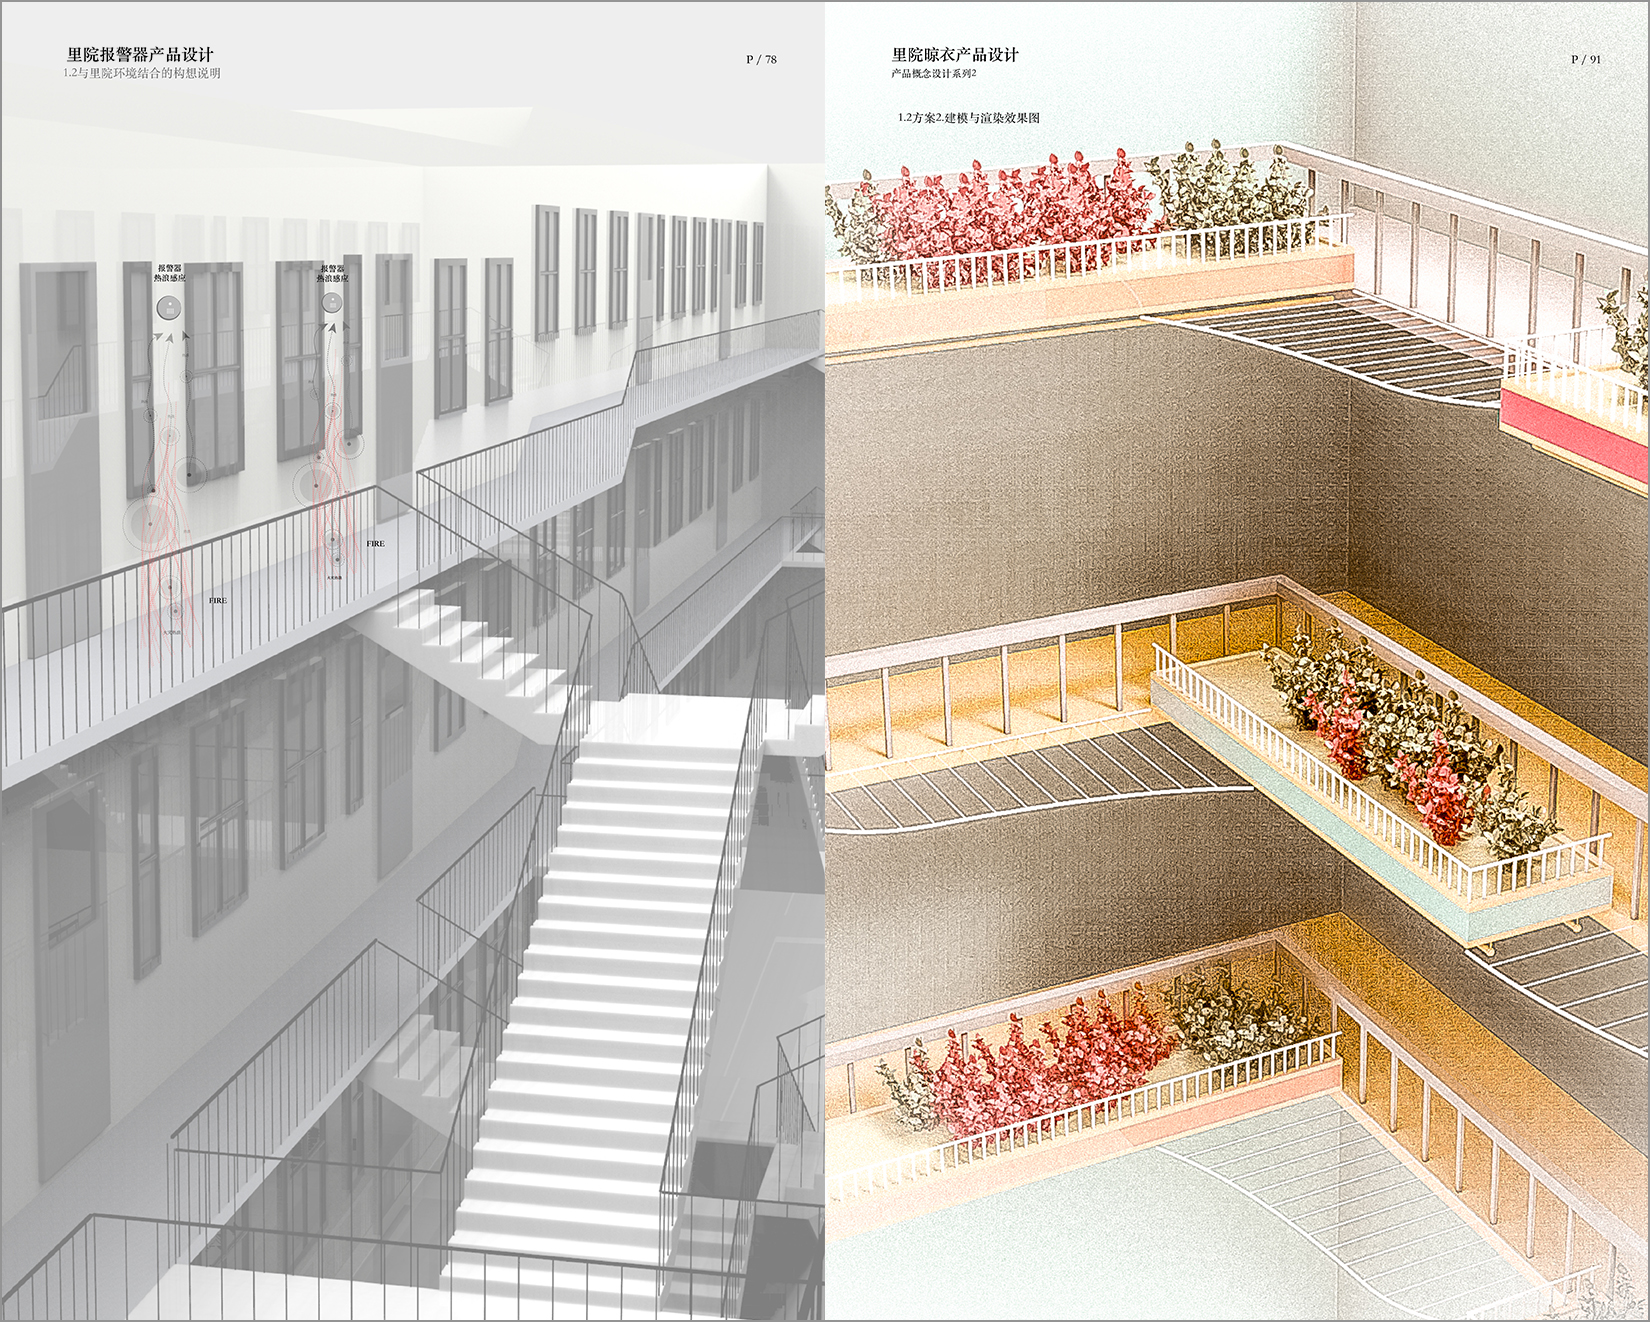 里院报警器产品设计
1.2与里院环境结合的构想说明
P / 78
报警器
热浪感应
报警器
热浪感应
FIRE
FIRE
里院晾衣产品设计
产品概念设计系列2
P / 91
1.2方案2.建模与渲染效果图